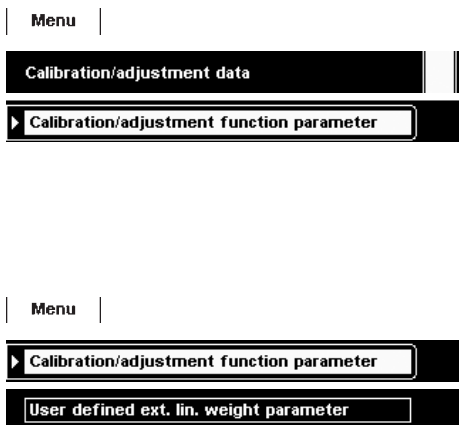 Menu
Calibration/adjustment data
Calibration/adjustment function parameter
Menu
Calibration/adjustment function parameter
User defined ext. lin. weight parameter